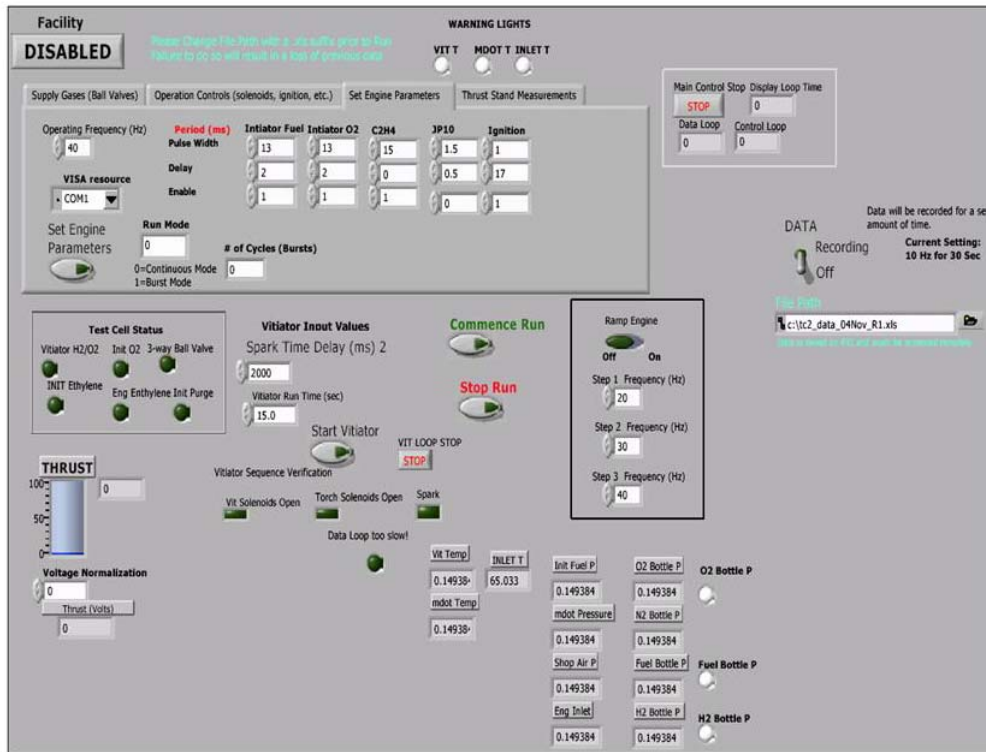 Facility
DISABLED
Please Change File Path with a .xls suffix prior to Run
Failure to do so will result in a loss of previous data
WARNING LIGHTS
VIT T MDOT T INLET T
Supply Gases (Ball Valves) Operation Controls (solenoids, ignition, etc.) Set Engine Parameters Thrust Stand Measurements
Operating Frequency (Hz)
40
VISA resource
COM1
Set Engine
Parameters
Period (ms) Intiator Fuel Intiator O2 C2H4 JP10 Ignition
Pulse Width 13 13 15 1.5 1
Delay 2 2 0 0.5 17
Enable 1 1 1 0 1
Run Mode
0
0=Continuous Mode
1=Burst Mode
# of Cycles (Bursts)
0
Main Control Stop Display Loop Time
STOP 0
Data Loop Control Loop
0 0
Data will be recorded for a se
amount of time.
DATA
Recording
Off
Current Setting:
10 Hz for 30 Sec
File Path
c:\tc2_data_04Nov_R1.xls
Test Cell Status
Vitiator H2/O2 Init O2 3-way Ball Valve
INIT Ethylene Eng Enthylene Init Purge
Vitiator Input Values
Spark Time Delay (ms) 2
2000
Vitiator Run Time (sec)
15.0
Start Vitiator
VIT LOOP STOP
STOP
Commence Run
Stop Run
Ramp Engine
Off On
Step 1 Frequency (Hz)
20
Step 2 Frequency (Hz)
30
Step 3 Frequency (Hz)
40
Vitiator Sequence Verification
Vit Solenoids Open Torch Solenoids Open Spark
Data Loop too slow!
THRUST
100
50
0
0
Voltage Normalization
0
Thrust (Volts)
0
Vit Temp INLET T
0.14938 65.033
mdot Temp
0.14938
Init Fuel P O2 Bottle P O2 Bottle P
0.149384 0.149384
mdot Pressure N2 Bottle P
0.149384 0.149384
Shop Air P Fuel Bottle P Fuel Bottle P
0.149384 0.149384
Eng Inlet H2 Bottle P H2 Bottle P
0.149384 0.149384